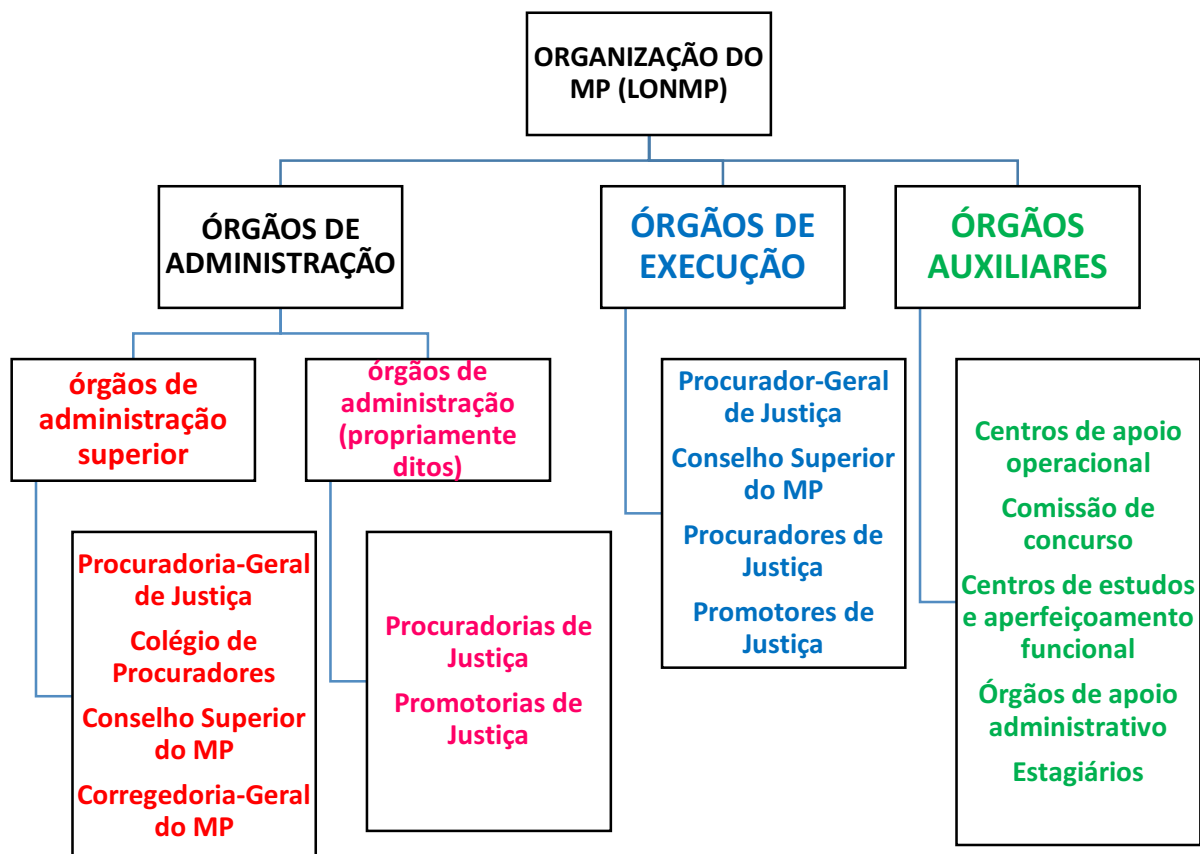 ORGANIZAÇÃO DO
MP (LONMP)
ÓRGÃOS DE
ADMINISTRAÇÃO
órgãos de
administração
superior
Procuradoria-Geral
de Justiça
Colégio de
Procuradores
Conselho Superior
do MP
Corregedoria-Geral
do MP
órgãos de
administração
(propriamente
ditos)
Procuradorias de
Justiça
Promotorias de
Justiça
ÓRGÃOS DE
EXECUÇÃO
Procurador-Geral
de Justiça
Conselho Superior
do MP
Procuradores de
Justiça
Promotores de
Justiça
ÓRGÃOS
AUXILIARES
Centros de apoio
operacional
Comissão de
concurso
Centros de estudos
e aperfeiçoamento
funcional
Órgãos de apoio
administrativo
Estagiários